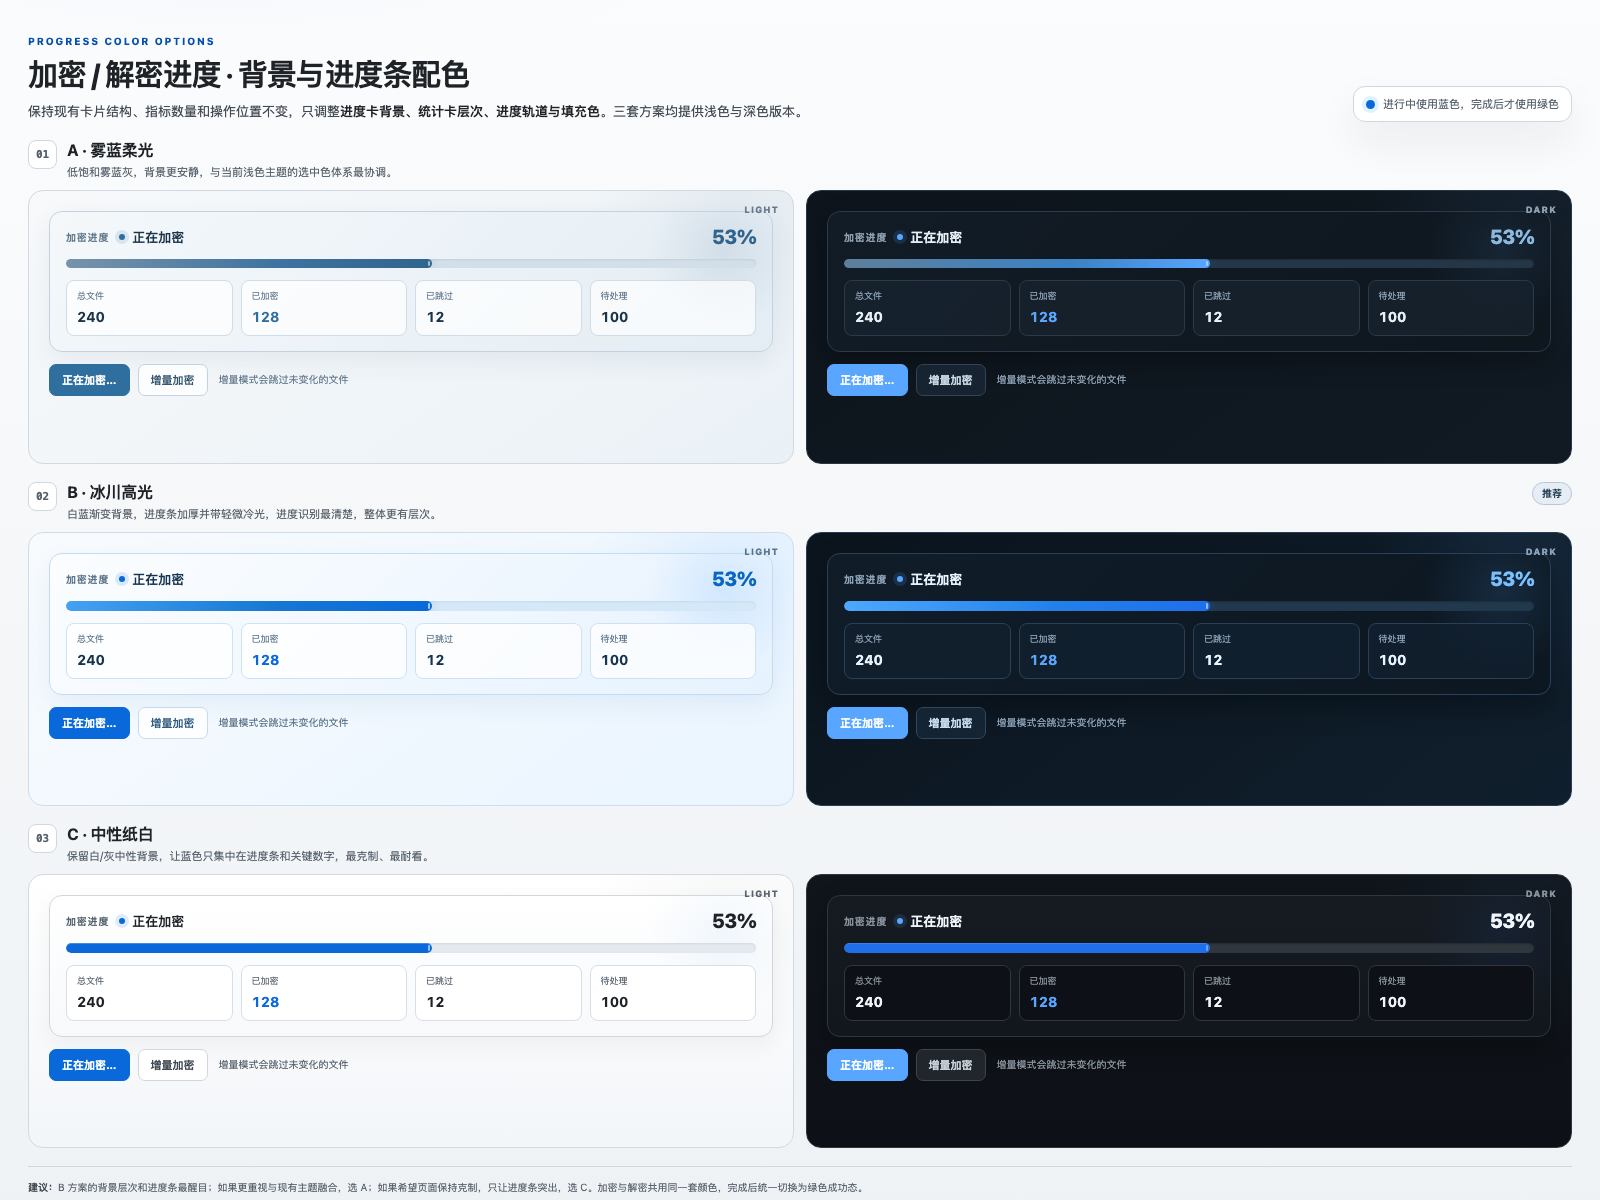 PROGRESS COLOR OPTIONS
加密 / 解密进度 · 背景与进度条配色
保持现有卡片结构、指标数量和操作位置不变，只调整进度卡背景、统计卡层次、进度轨道与填充色。三套方案均提供浅色与深色版本。
进行中使用蓝色，完成后才使用绿色
01
A · 雾蓝柔光
低饱和雾蓝灰，背景更安静，与当前浅色主题的选中色体系最协调。
LIGHT
加密进度 正在加密 53%
总文件 已加密 已跳过 待处理
240 128 12 100
正在加密... 增量加密 增量模式会跳过未变化的文件
DARK
加密进度 正在加密 53%
总文件 已加密 已跳过 待处理
240 128 12 100
正在加密... 增量加密 增量模式会跳过未变化的文件
02
B · 冰川高光
白蓝渐变背景，进度条加厚并带轻微冷光，进度识别最清楚，整体更有层次。
推荐
LIGHT
加密进度 正在加密 53%
总文件 已加密 已跳过 待处理
240 128 12 100
正在加密... 增量加密 增量模式会跳过未变化的文件
DARK
加密进度 正在加密 53%
总文件 已加密 已跳过 待处理
240 128 12 100
正在加密... 增量加密 增量模式会跳过未变化的文件
03
C · 中性纸白
保留白/灰中性背景，让蓝色只集中在进度条和关键数字，最克制、最耐看。
LIGHT
加密进度 正在加密 53%
总文件 已加密 已跳过 待处理
240 128 12 100
正在加密... 增量加密 增量模式会跳过未变化的文件
DARK
加密进度 正在加密 53%
总文件 已加密 已跳过 待处理
240 128 12 100
正在加密... 增量加密 增量模式会跳过未变化的文件
建议：B 方案的背景层次和进度条最醒目；如果更重视与现有主题融合，选 A；如果希望页面保持克制，只让进度条突出，选 C。加密与解密共用同一套颜色，完成后统一切换为绿色成功态。